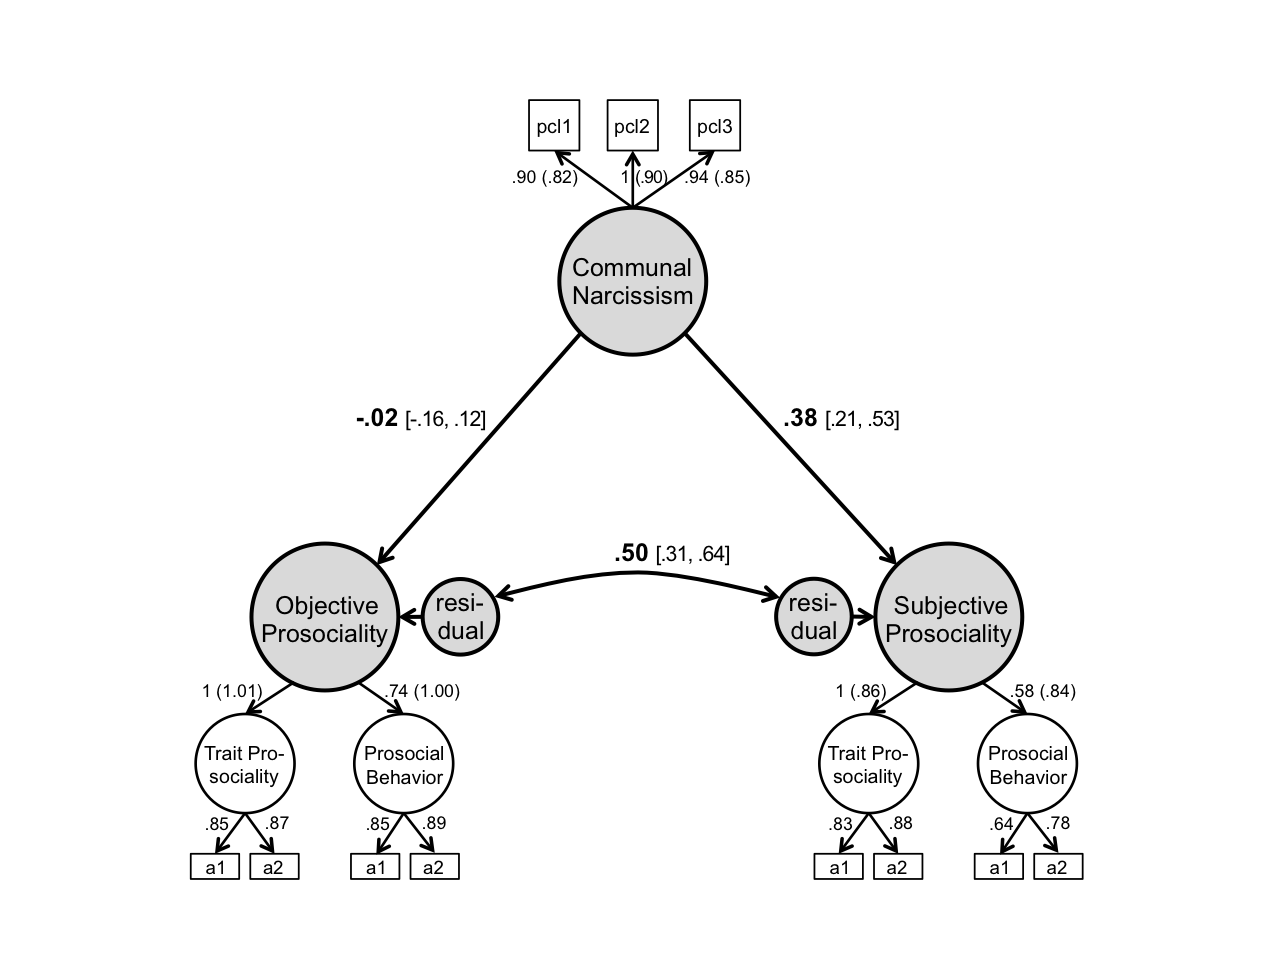 pcl1 pcl2 pcl3
.90 (.82) 1 (.90) .94 (.85)
Communal
Narcissism
-.02 [-.16, .12] .38 [.21, .53]
.50 [.31, .64]
Objective
Prosociality
resi-
dual
resi-
dual
Subjective
Prosociality
1 (1.01) .74 (1.00) 1 (.86) .58 (.84)
Trait Pro-
sociality
Prosocial
Behavior
Trait Pro-
sociality
Prosocial
Behavior
.85 .87 .85 .89 .83 .88 .64 .78
a1 a2 a1 a2 a1 a2 a1 a2